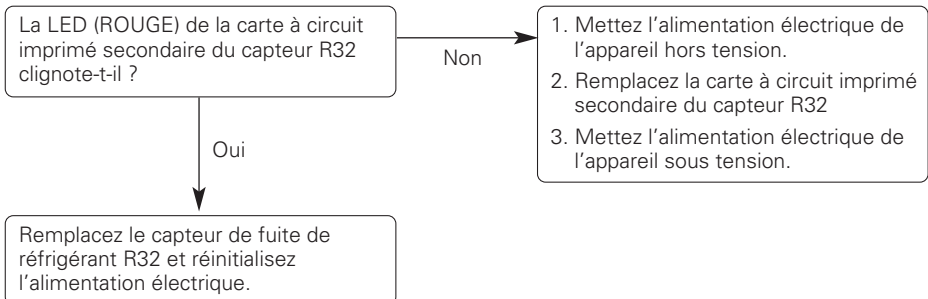 La LED (ROUGE) de la carte à circuit
imprimé secondaire du capteur R32
clignote-t-il ?
Non
1. Mettez l'alimentation électrique de
l'appareil hors tension.
2. Remplacez la carte à circuit imprimé
secondaire du capteur R32
3. Mettez l'alimentation électrique de
l'appareil sous tension.
Oui
Remplacez le capteur de fuite de
réfrigérant R32 et réinitialisez
l'alimentation électrique.